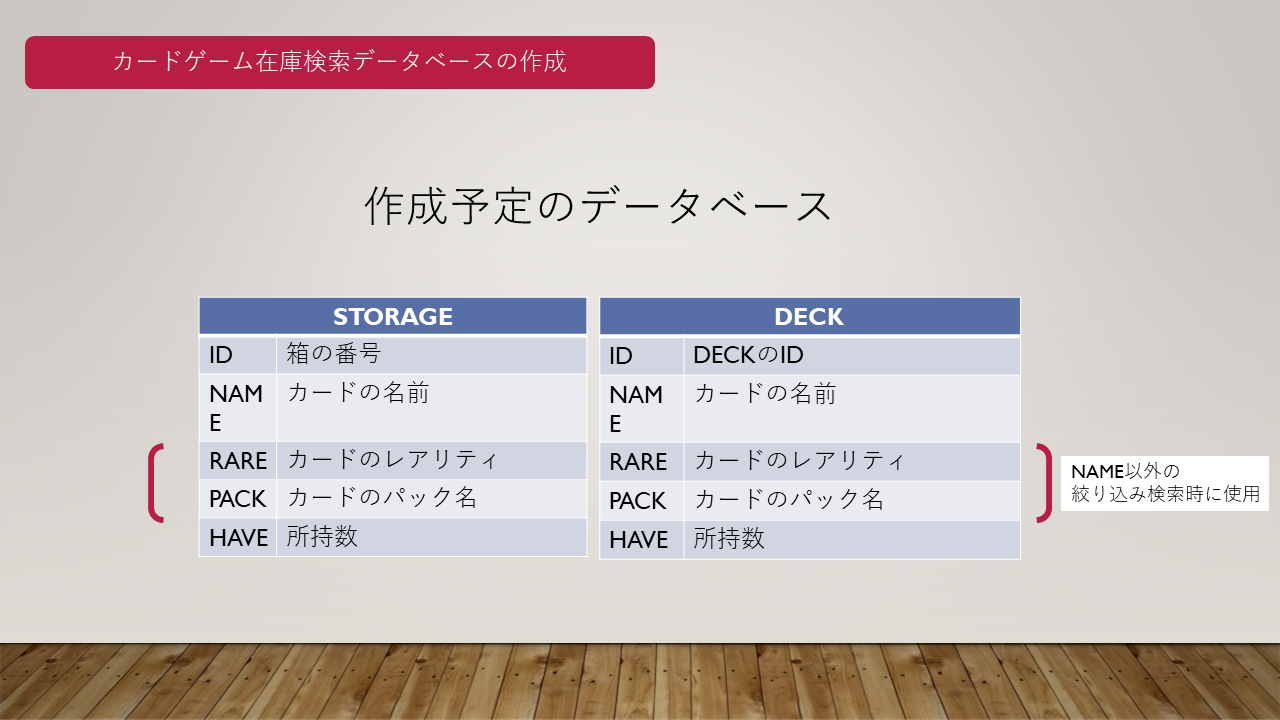 カードゲーム在庫検索データベースの作成
作成予定のデータベース
STORAGE
ID 箱の番号
NAM
E カードの名前
RARE カードのレアリティ
PACK カードのパック名
HAVE 所持数
DECK
ID DECKのID
NAM
E カードの名前
RARE カードのレアリティ
PACK カードのパック名
HAVE 所持数
NAME以外の
絞り込み検索時に使用